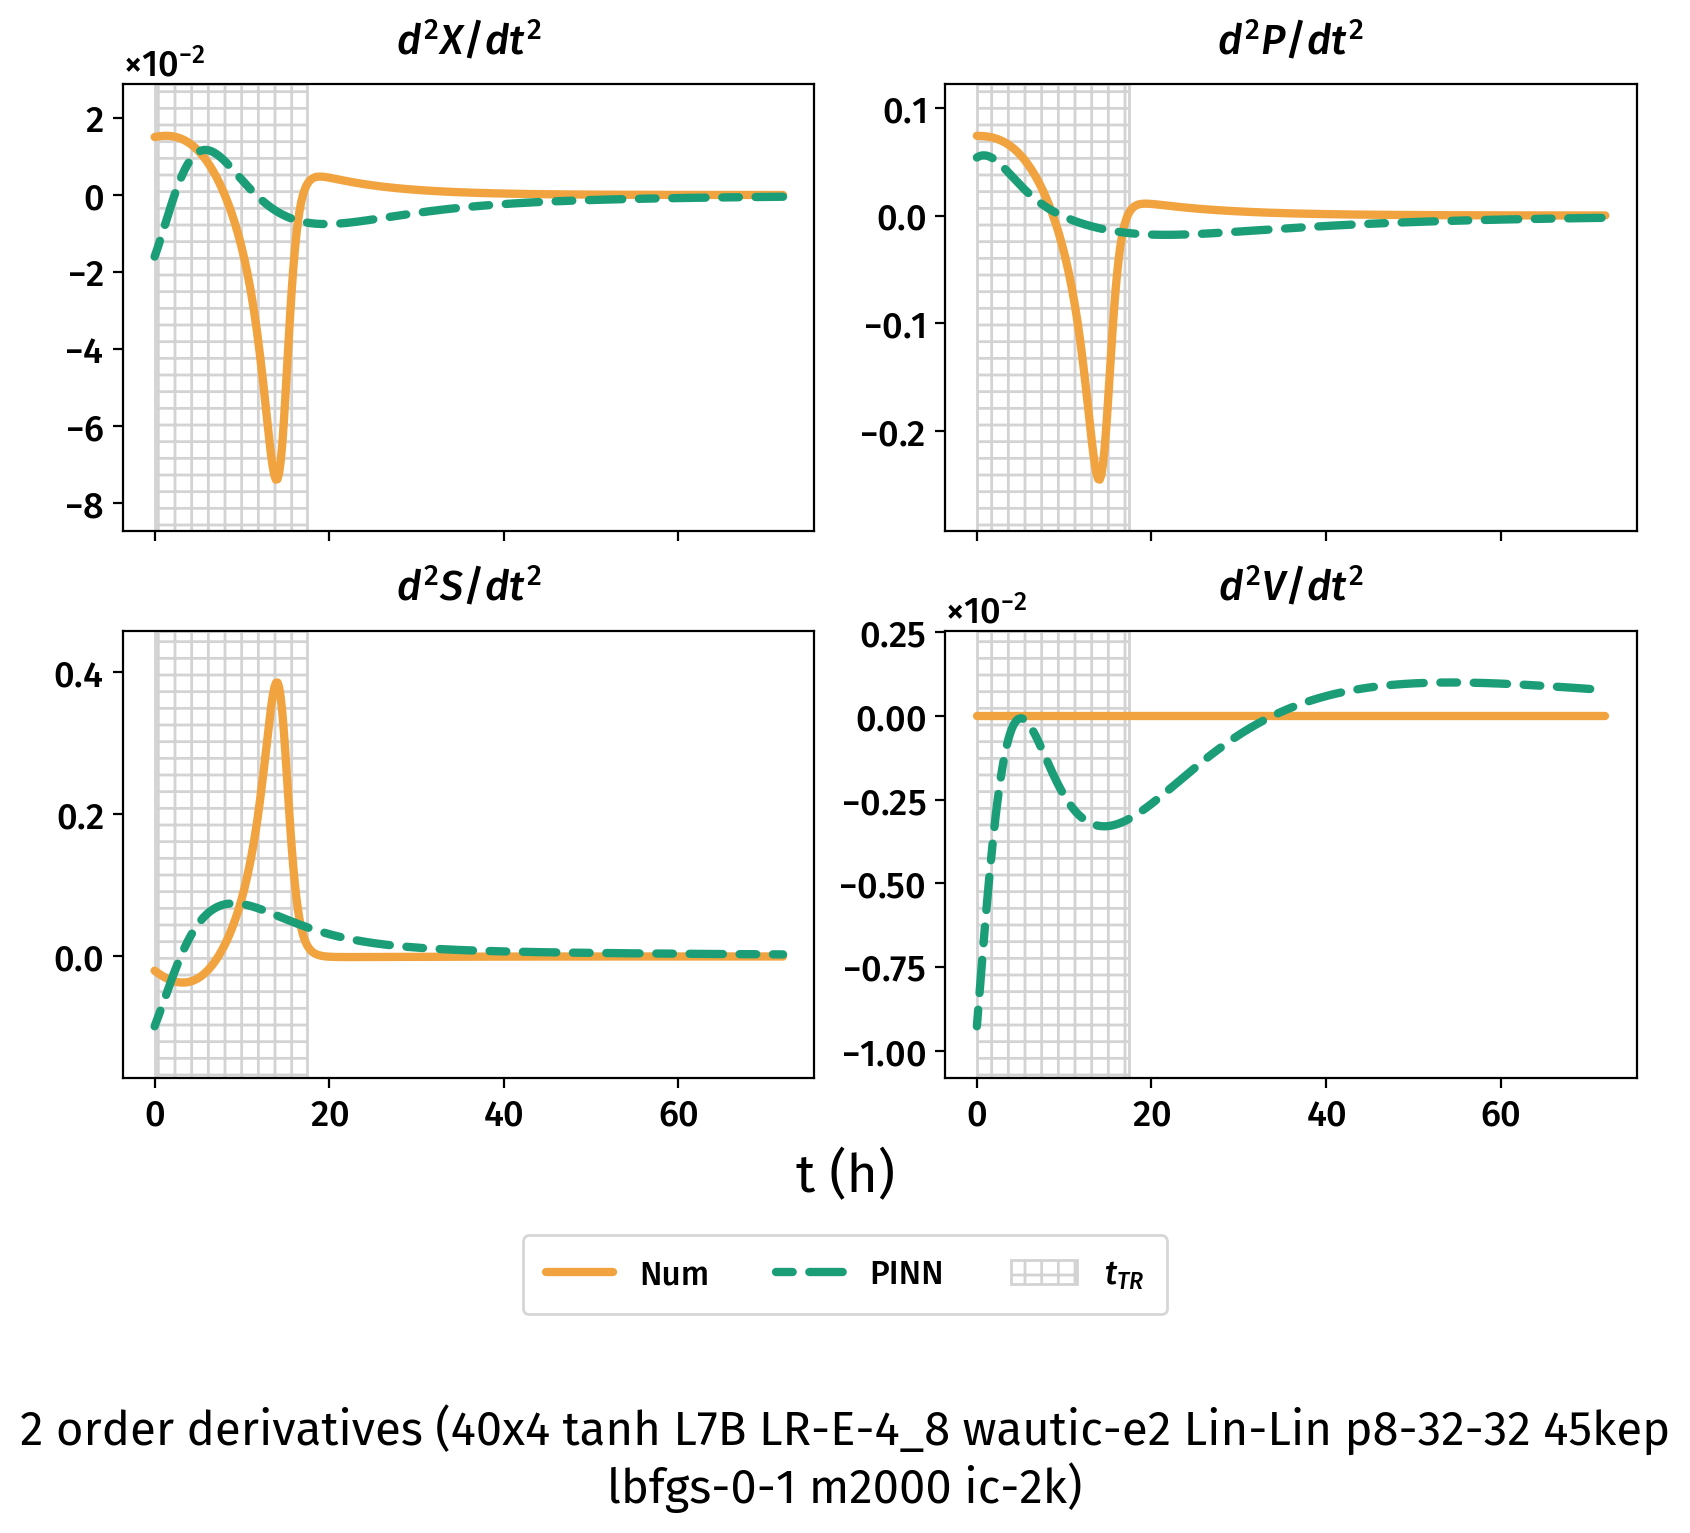 d²X/dt²
×10⁻²
2
0
−2
−4
−6
−8
d²P/dt²
0.1
0.0
−0.1
−0.2
d²S/dt²
0.4
0.2
0.0
0 20 40 60
d²V/dt²
×10⁻²
0.25
0.00
−0.25
−0.50
−0.75
−1.00
0 20 40 60
t (h)
Num PINN t_TR
2 order derivatives (40x4 tanh L7B LR-E-4_8 wautic-e2 Lin-Lin p8-32-32 45kep
lbfgs-0-1 m2000 ic-2k)